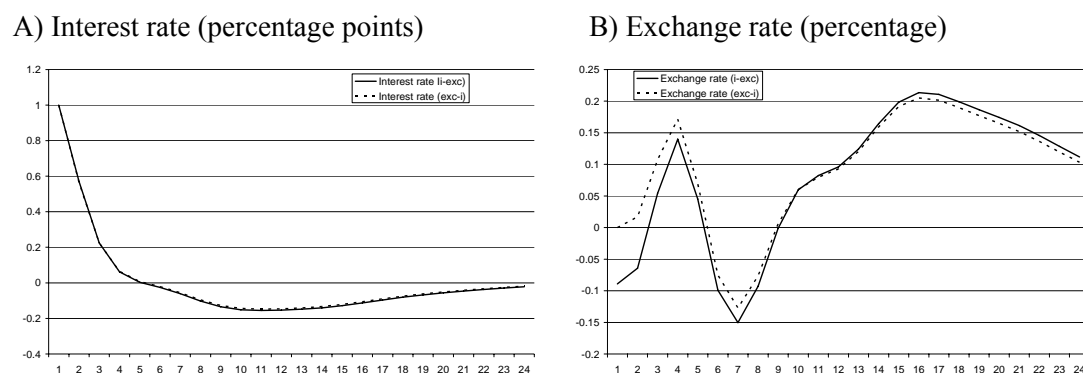 A) Interest rate (percentage points)
B) Exchange rate (percentage)
1.2
1
0.8
0.6
0.4
0.2
0
-0.2
-0.4
Interest rate Ii-exc)
Interest rate (exc-i)
1 2 3 4 5 6 7 8 9 10 11 12 13 14 15 16 17 18 19 20 21 22 23 24
0.25
0.2
0.15
0.1
0.05
0
-0.05
-0.1
-0.15
-0.2
Exchange rate (i-exc)
Exchange rate (exc-i)
1 2 3 4 5 6 7 8 9 10 11 12 13 14 15 16 17 18 19 20 21 22 23 24